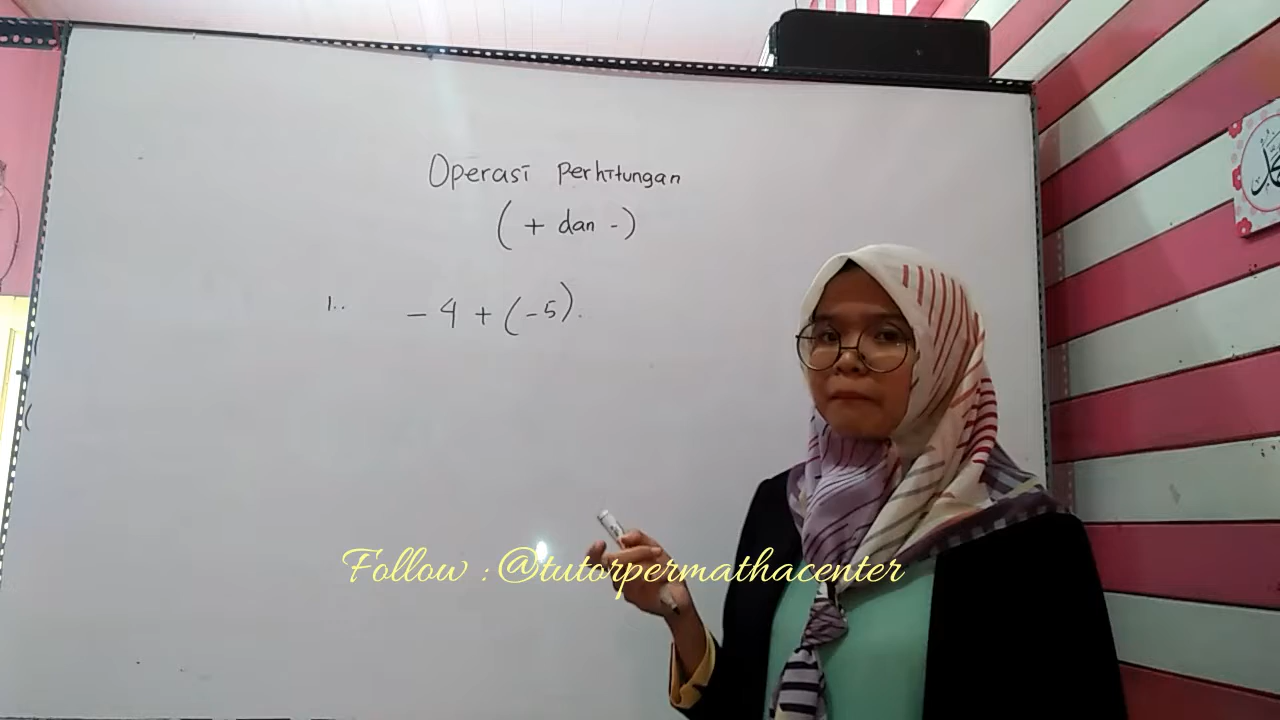 Operasi Perhitungan
( + dan - )
1.. - 4 + (-5).
Follow : @tutorpermathacenter